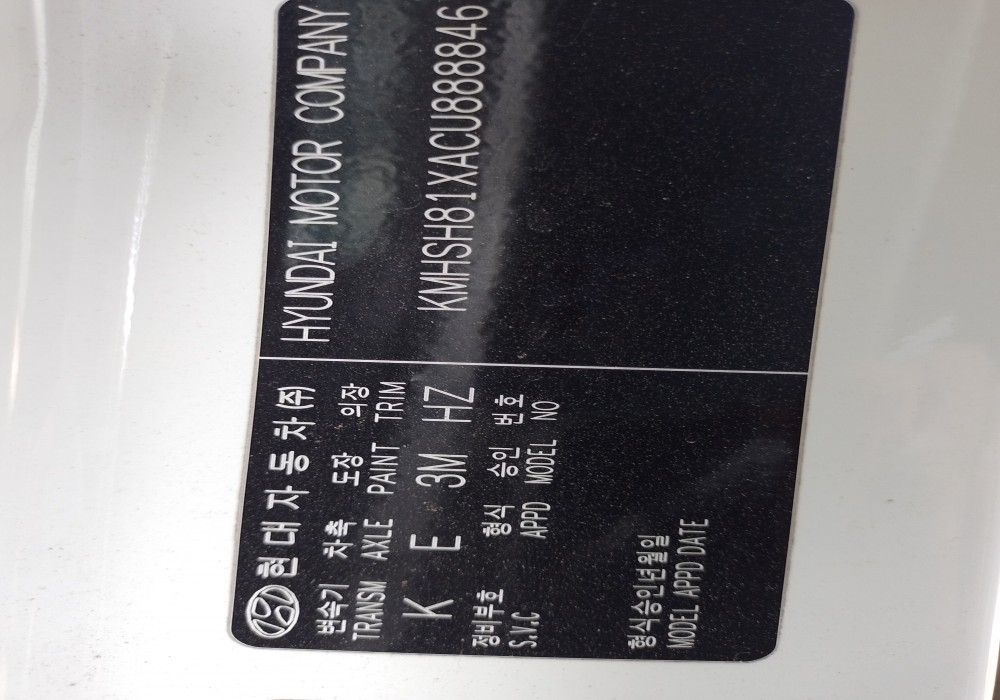 현대자동차(주) HYUNDAI MOTOR COMPANY
변속기 차축 도장 의장
TRANSM AXLE PAINT TRIM
K E 3M HZ KMHSH81XACU888846
정비부호 형식 승인 번호
S.V.C APPD MODEL NO
형식승인년월일
MODEL APPD DATE